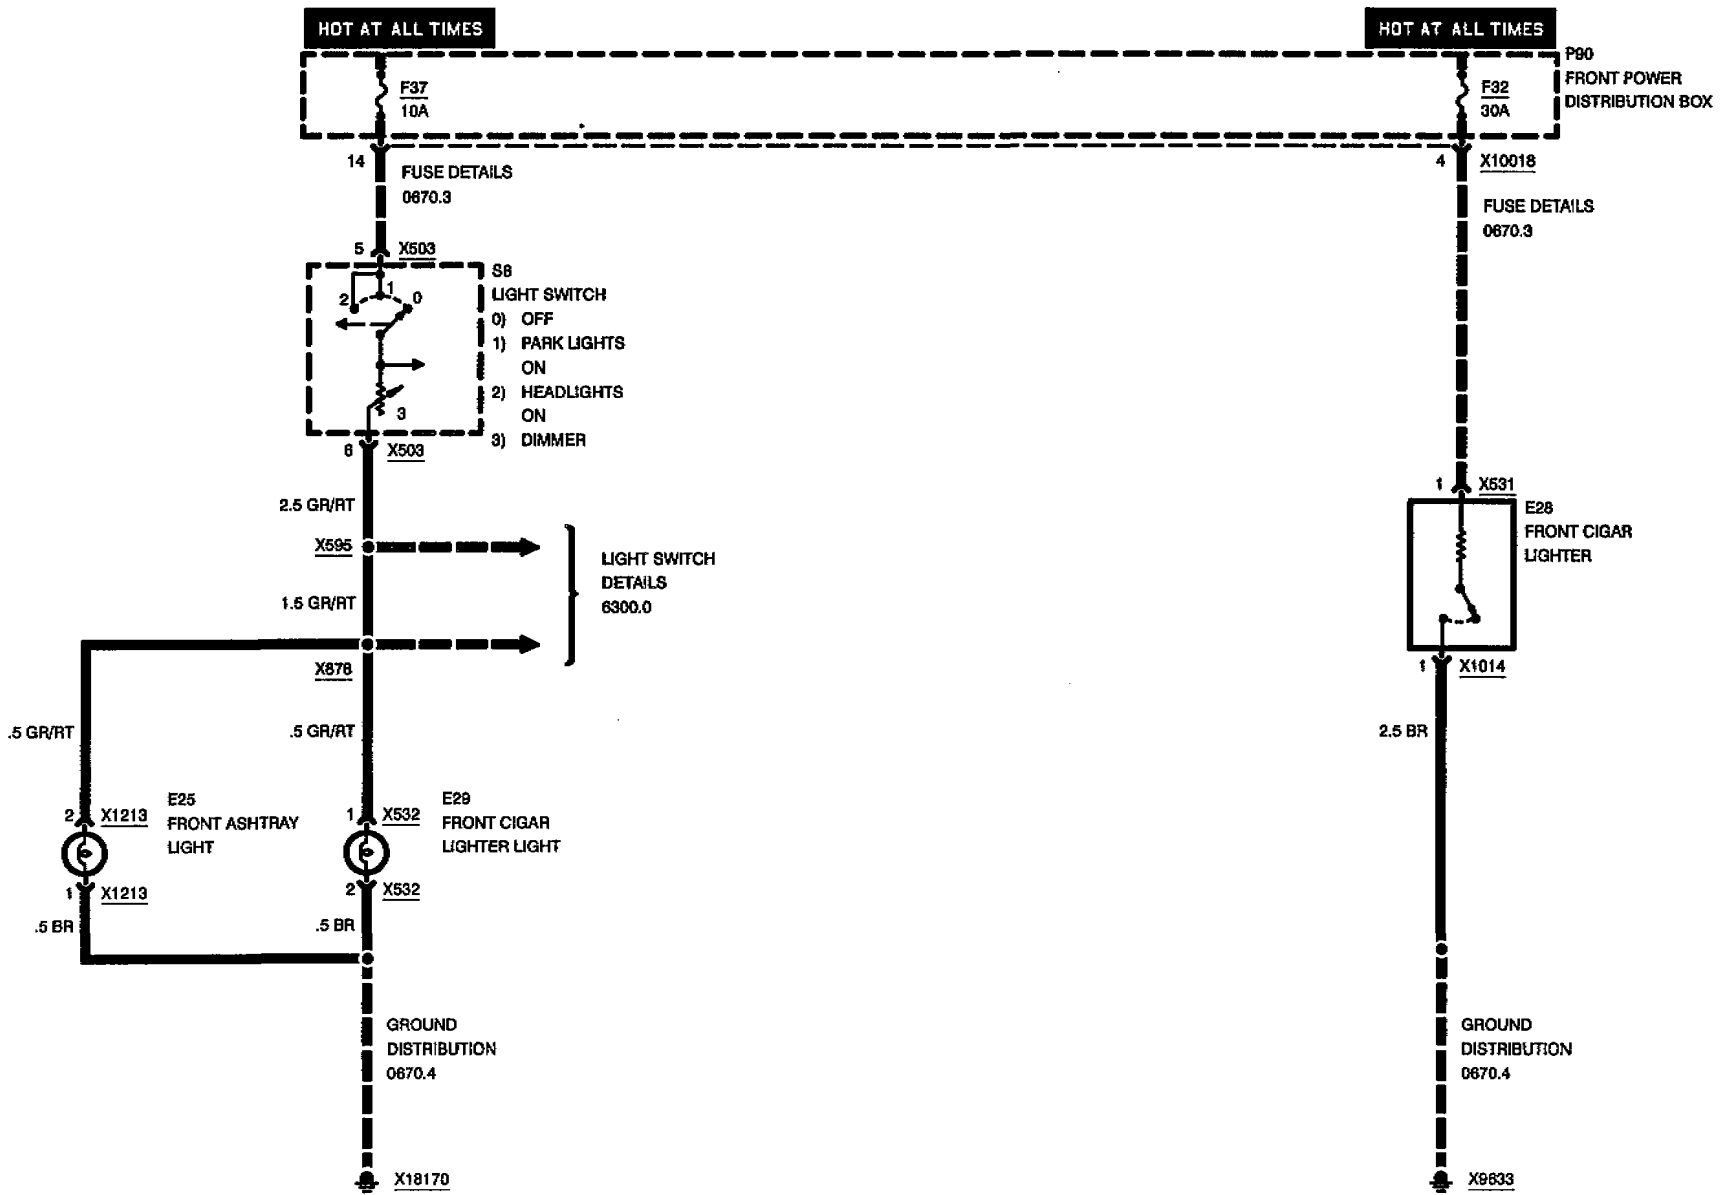 HOT AT ALL TIMES
HOT AT ALL TIMES
F37
10A
F32
30A
P90
FRONT POWER
DISTRIBUTION BOX
14
FUSE DETAILS
0670.3
4
X10018
FUSE DETAILS
0670.3
5
X503
1
2
0
3
S8
LIGHT SWITCH
0) OFF
1) PARK LIGHTS
ON
2) HEADLIGHTS
ON
3) DIMMER
6
X503
2.5 GR/RT
X595
LIGHT SWITCH
DETAILS
6300.0
1.5 GR/RT
X878
1
X531
E28
FRONT CIGAR
LIGHTER
1
X1014
.5 GR/RT
.5 GR/RT
2.5 BR
2
X1213
E25
FRONT ASHTRAY
LIGHT
1
X532
E29
FRONT CIGAR
LIGHTER LIGHT
1
X1213
2
X532
.5 BR
.5 BR
GROUND
DISTRIBUTION
0670.4
GROUND
DISTRIBUTION
0670.4
X18170
X9833